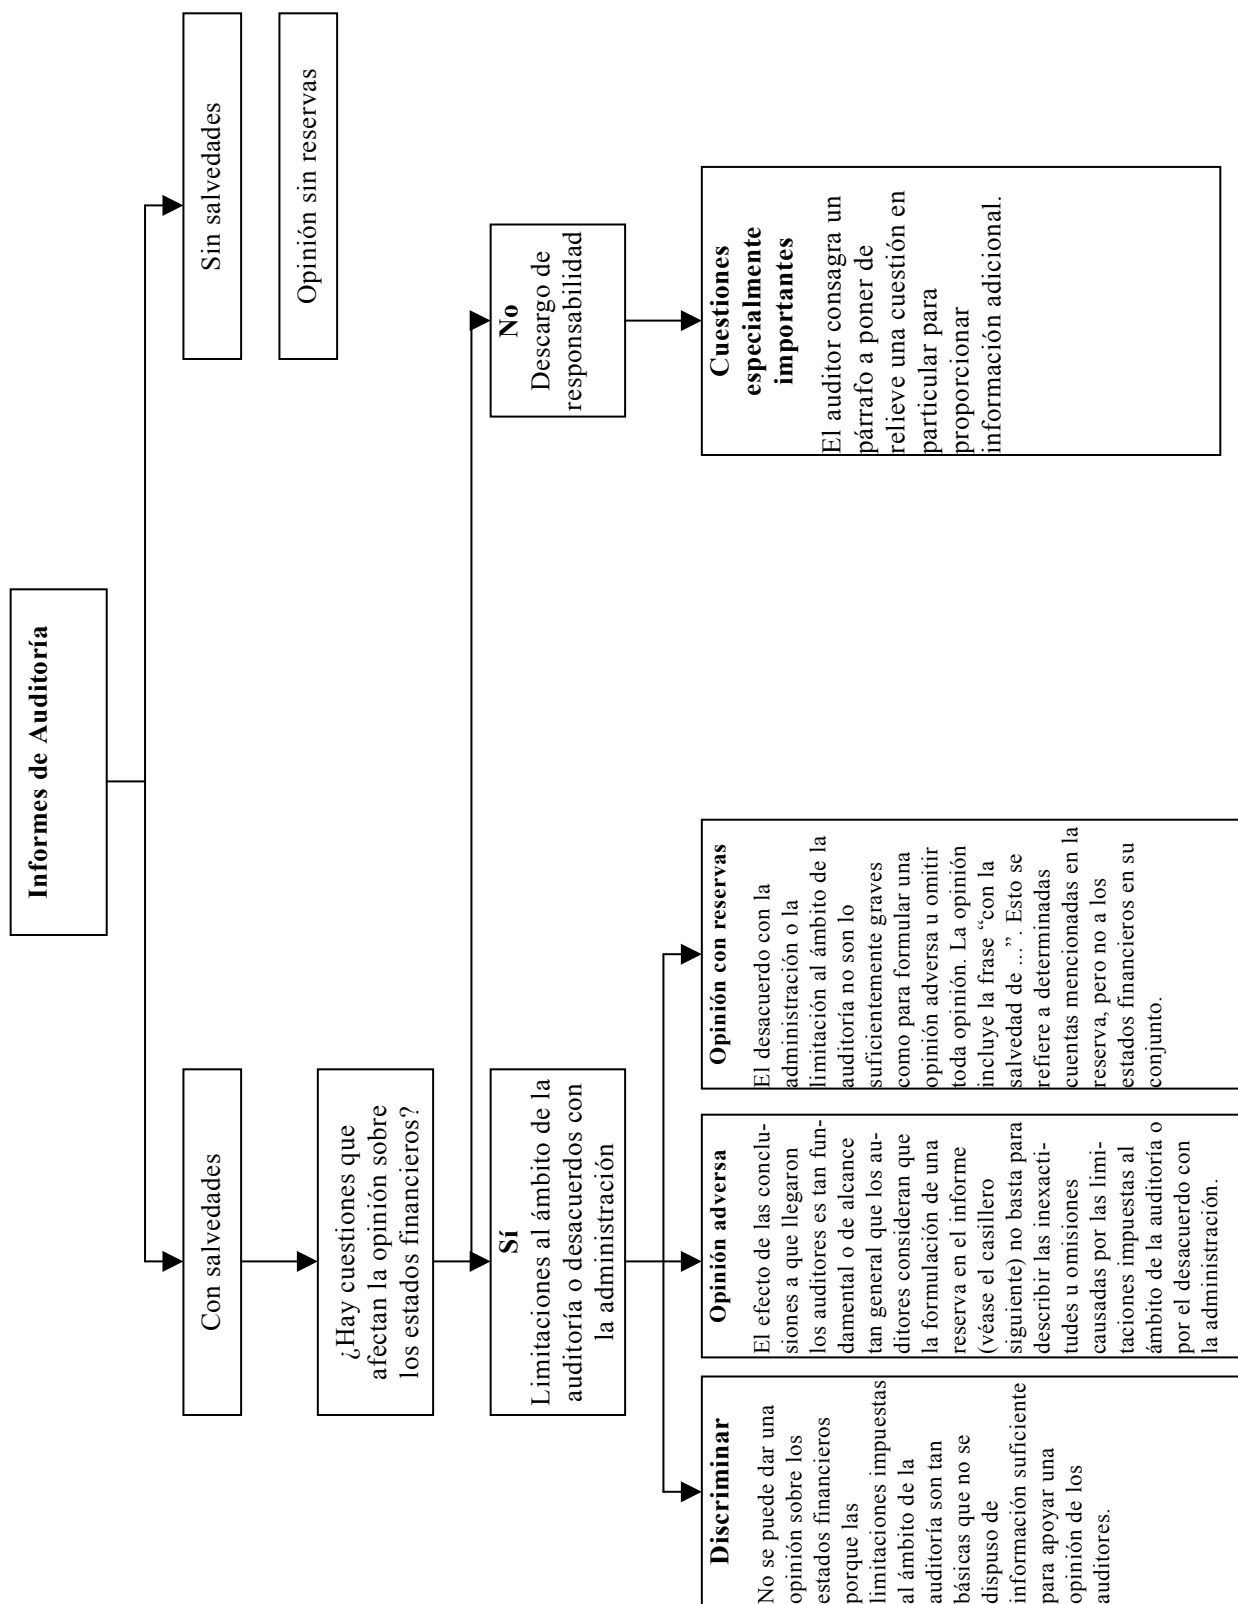 Informes de Auditoría
Con salvedades
Sin salvedades
Opinión sin reservas
¿Hay cuestiones que
afectan la opinión sobre
los estados financieros?
Sí
Limitaciones al ámbito de la
auditoría o desacuerdos con
la administración
No
Descargo de
responsabilidad
Discriminar
No se puede dar una
opinión sobre los
estados financieros
porque las
limitaciones impuestas
al ámbito de la
auditoría son tan
básicas que no se
dispuso de
información suficiente
para apoyar una
opinión de los
auditores.
Opinión adversa
El efecto de las conclu-
siones a que llegaron
los auditores es tan fun-
damental o de alcance
tan general que los au-
ditores consideran que
la formulación de una
reserva en el informe
(véase el casillero
siguiente) no basta para
describir las inexacti-
tudes u omisiones
causadas por las limi-
taciones impuestas al
ámbito de la auditoría o
por el desacuerdo con
la administración.
Opinión con reservas
El desacuerdo con la
administración o la
limitación al ámbito de la
auditoría no son lo
suficientemente graves
como para formular una
opinión adversa u omitir
toda opinión. La opinión
incluye la frase “con la
salvedad de ...”. Esto se
refiere a determinadas
cuentas mencionadas en la
reserva, pero no a los
estados financieros en su
conjunto.
Cuestiones
especialmente
importantes
El auditor consagra un
párrafo a poner de
relieve una cuestión en
particular para
proporcionar
información adicional.